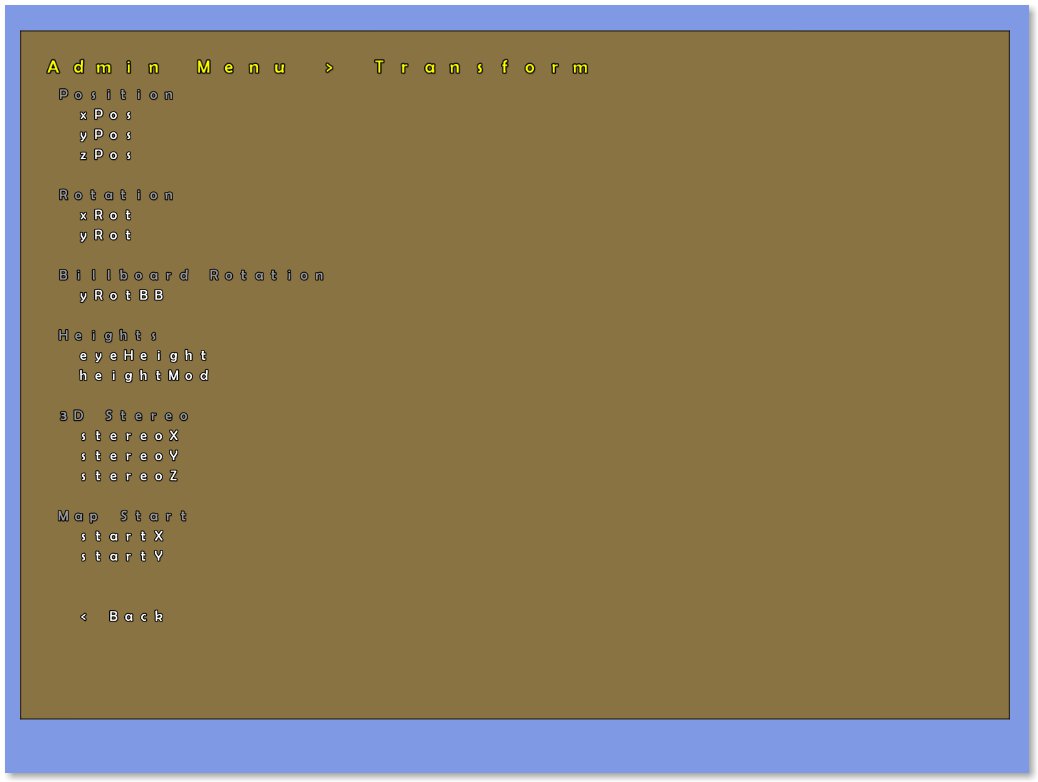 Admin Menu > Transform
Position
xPos
yPos
zPos
Rotation
xRot
yRot
Billboard Rotation
yRotBB
Heights
eyeHeight
heightMod
3D Stereo
stereoX
stereoY
stereoZ
Map Start
startX
startY
< Back